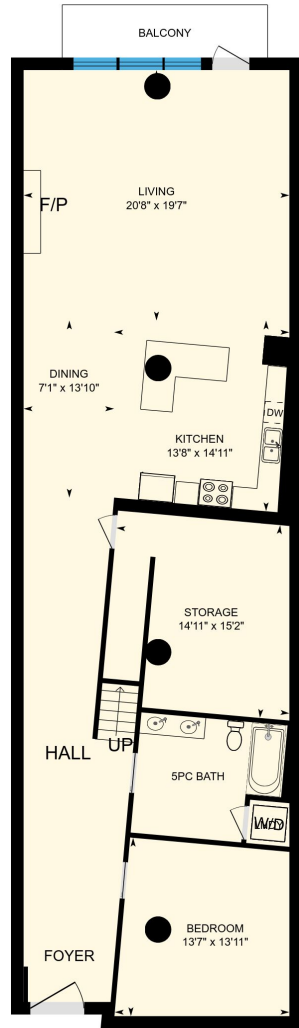 BALCONY
LIVING
20'8" x 19'7"
F/P
DINING
7'1" x 13'10"
DW
KITCHEN
13'8" x 14'11"
STORAGE
14'11" x 15'2"
HALL
UP
5PC BATH
W/D
BEDROOM
13'7" x 13'11"
FOYER